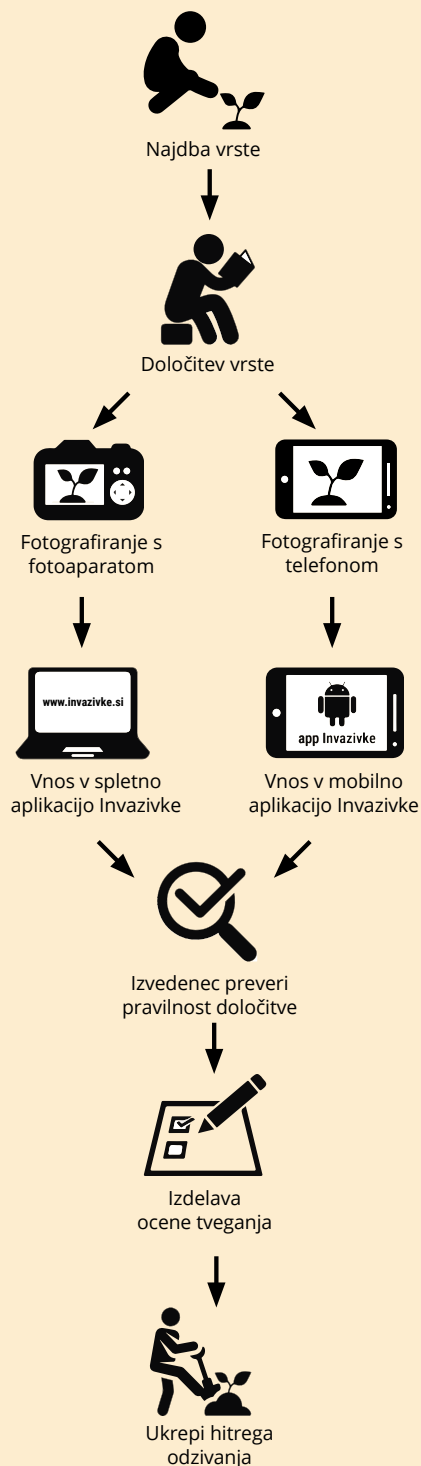 Najdba vrste
Določitev vrste
Fotografiranje s
fotoaparatom
Fotografiranje s
telefonom
www.invazivke.si
app Invazivke
Vnos v spletno
aplikacijo Invazivke
Vnos v mobilno
aplikacijo Invazivke
Izvedenec preveri
pravilnost določitve
Izdelava
ocene tveganja
Ukrepi hitrega
odzivanja